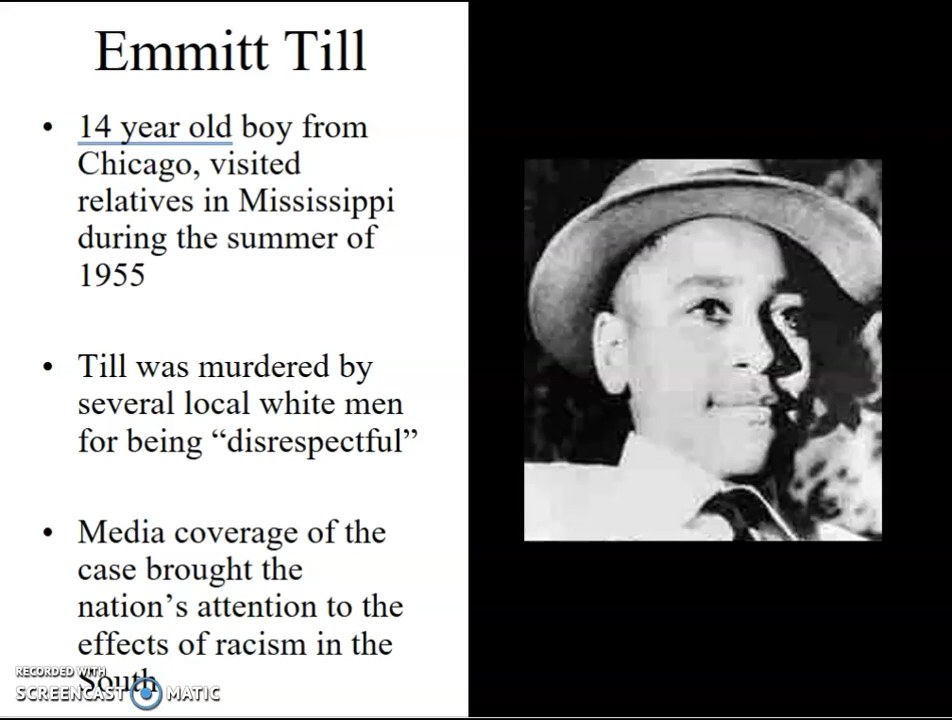 Emmitt Till
• 14 year old boy from
Chicago, visited
relatives in Mississippi
during the summer of
1955
• Till was murdered by
several local white men
for being “disrespectful”
• Media coverage of the
case brought the
nation’s attention to the
effects of racism in the
South
RECORDED WITH
SCREENCAST MATIC